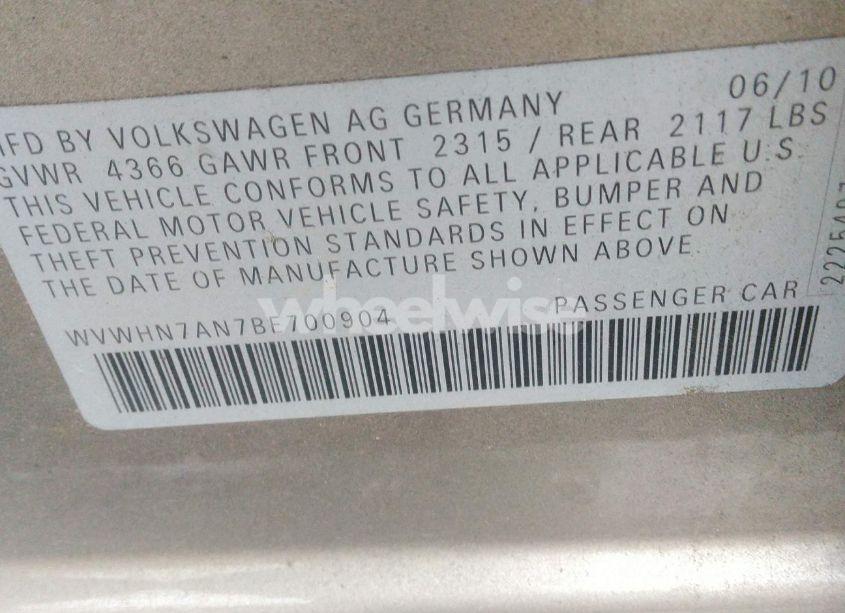 06/10
MFD BY VOLKSWAGEN AG GERMANY
GVWR 4366 GAWR FRONT 2315 / REAR 2117 LBS
THIS VEHICLE CONFORMS TO ALL APPLICABLE U.S.
FEDERAL MOTOR VEHICLE SAFETY, BUMPER AND
THEFT PREVENTION STANDARDS IN EFFECT ON
THE DATE OF MANUFACTURE SHOWN ABOVE
WVWHN7AN7BE700904 PASSENGER CAR
wheelwise